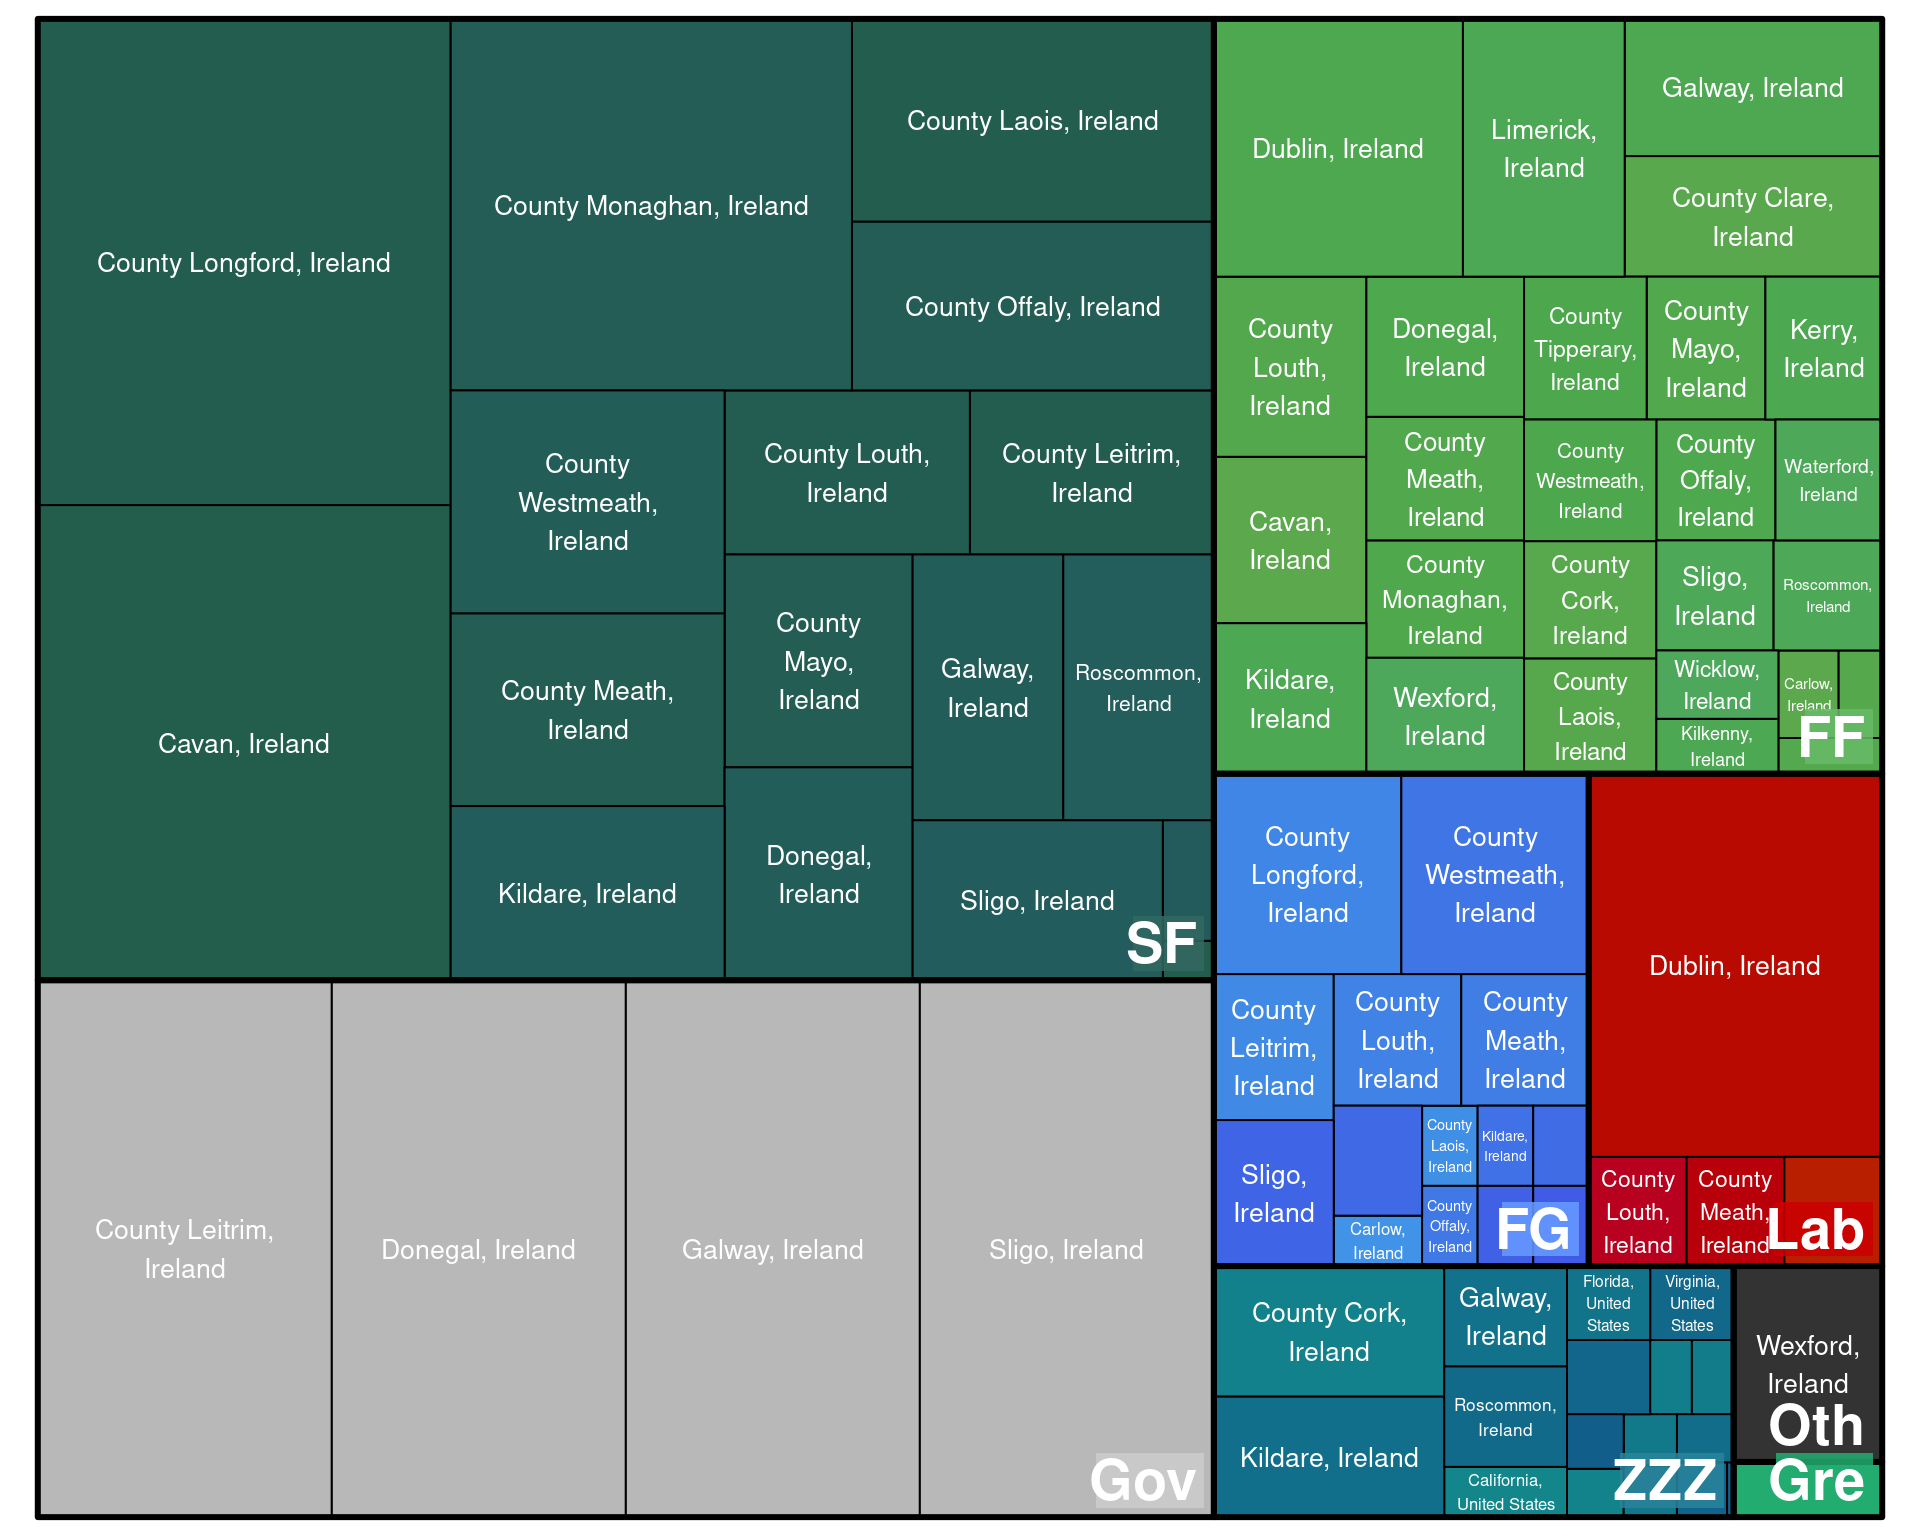 County Longford, Ireland
County Monaghan, Ireland
County Laois, Ireland
County Offaly, Ireland
Cavan, Ireland
County
Westmeath,
Ireland
County Louth,
Ireland
County Leitrim,
Ireland
County Meath,
Ireland
Kildare, Ireland
County
Mayo,
Ireland
Donegal,
Ireland
Galway,
Ireland
Roscommon,
Ireland
Sligo, Ireland
SF
County Leitrim,
Ireland
Donegal, Ireland
Galway, Ireland
Sligo, Ireland
Gov
Dublin, Ireland
Limerick,
Ireland
Galway, Ireland
County Clare,
Ireland
County
Louth,
Ireland
Cavan,
Ireland
Kildare,
Ireland
Donegal,
Ireland
County
Meath,
Ireland
County
Monaghan,
Ireland
Wexford,
Ireland
County
Tipperary,
Ireland
County
Mayo,
Ireland
Kerry,
Ireland
County
Westmeath,
Ireland
County
Offaly,
Ireland
Waterford,
Ireland
County
Cork,
Ireland
County
Laois,
Ireland
Sligo,
Ireland
Roscommon,
Ireland
Wicklow,
Ireland
Kilkenny,
Ireland
Carlow,
Ireland
FF
County
Longford,
Ireland
County
Westmeath,
Ireland
County
Leitrim,
Ireland
Sligo,
Ireland
County
Louth,
Ireland
County
Meath,
Ireland
County
Laois,
Ireland
Kildare,
Ireland
Carlow,
Ireland
County
Offaly,
Ireland
FG
Dublin, Ireland
County
Louth,
Ireland
County
Meath,
Ireland
Lab
County Cork,
Ireland
Kildare, Ireland
Galway,
Ireland
Roscommon,
Ireland
California,
United States
Florida,
United
States
Virginia,
United
States
ZZZ
Wexford,
Ireland
Oth
Gre